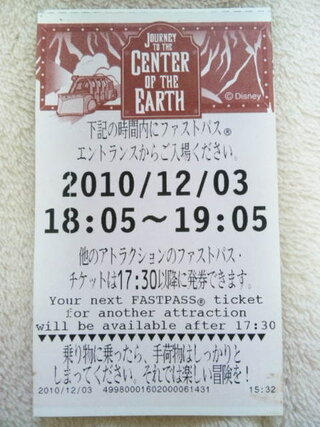 JOURNEY
TO THE
CENTER
OF THE
EARTH
© Disney
下記の時間内にファストパス®
エントランスからご入場ください。
2010/12/03
18:05～19:05
他のアトラクションのファストパス・
チケットは17:30以降に発券できます。
Your next FASTPASS® ticket
for another attraction
will be available after 17:30
乗り物に乗ったら、手荷物はしっかりと
しまってください。それでは楽しい冒険を！
2010/12/03 49980001602000061431 15:32